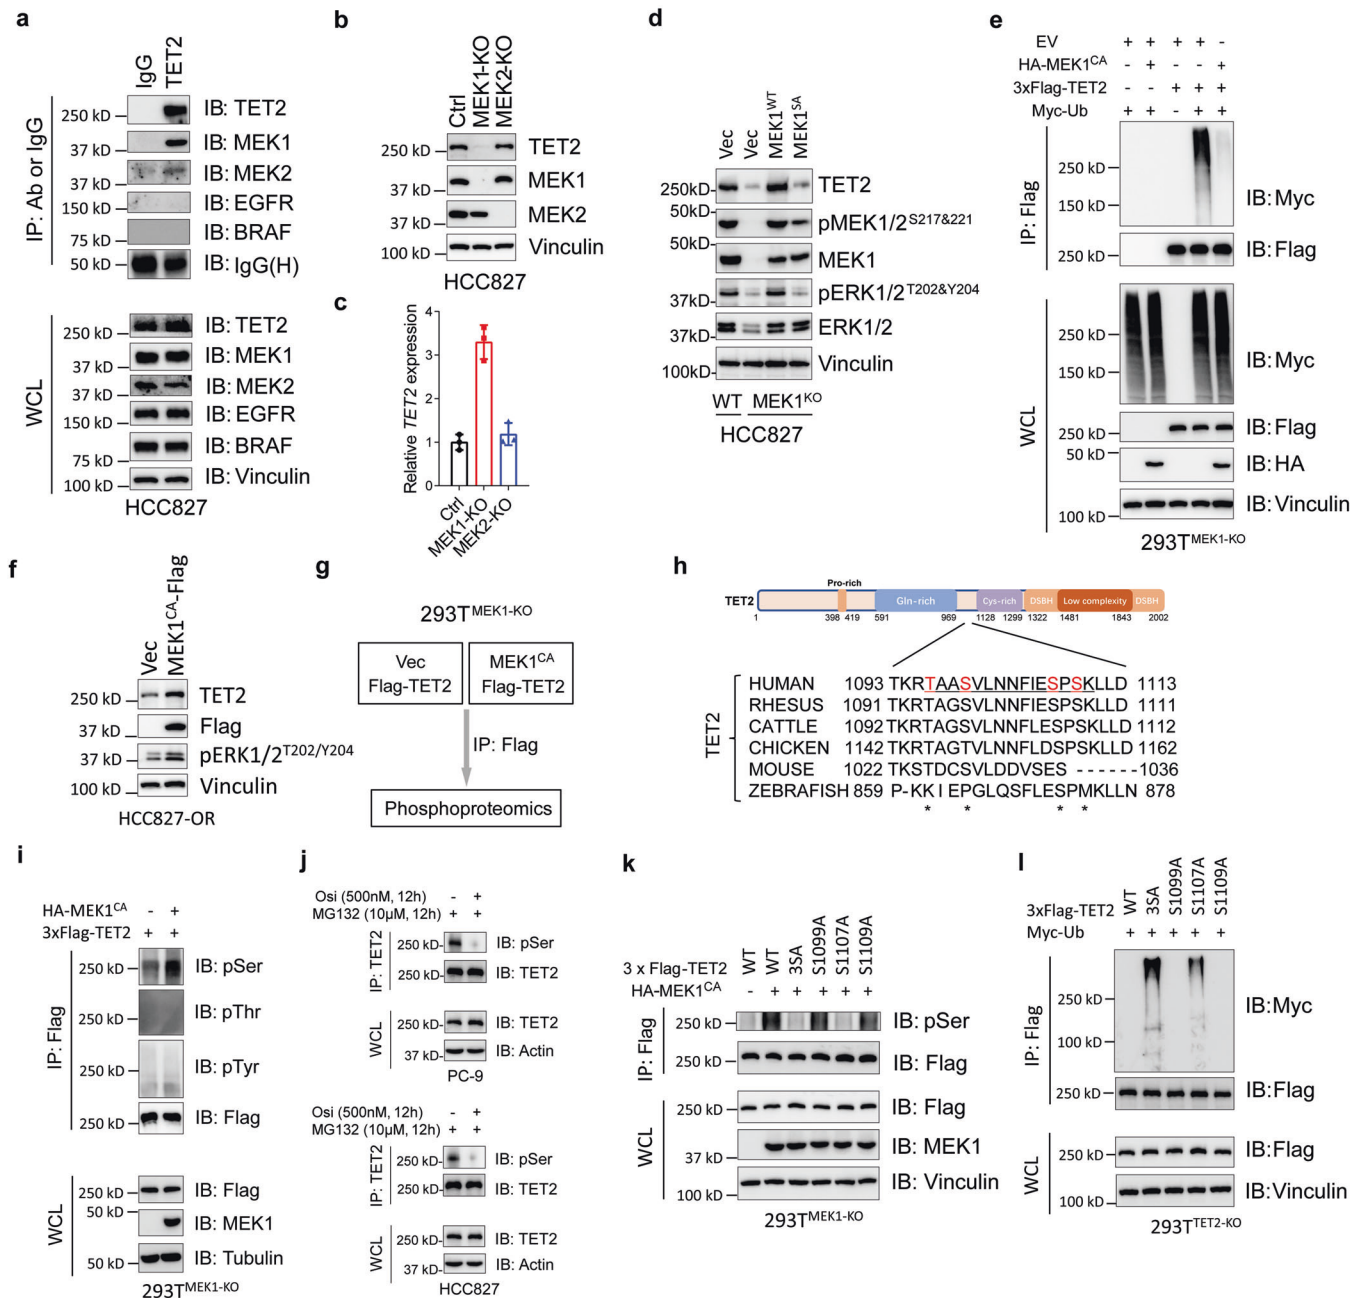 a
IgG
TET2
IP: Ab or IgG
250 kD
IB: TET2
37 kD
IB: MEK1
37 kD
IB: MEK2
150 kD
IB: EGFR
75 kD
IB: BRAF
50 kD
IB: IgG(H)
WCL
250 kD
IB: TET2
37 kD
IB: MEK1
37 kD
IB: MEK2
150 kD
IB: EGFR
75 kD
IB: BRAF
100 kD
IB: Vinculin
HCC827
b
Ctrl
MEK1-KO
MEK2-KO
250 kD
TET2
37 kD
MEK1
37 kD
MEK2
100 kD
Vinculin
HCC827
c
Relative TET2 expression
4
3
2
1
0
Ctrl
MEK1-KO
MEK2-KO
d
Vec
Vec
MEK1WT
MEK1SA
250kD
TET2
50kD
pMEK1/2S217&221
50kD
MEK1
37kD
pERK1/2T202&Y204
37kD
ERK1/2
100kD
Vinculin
WT MEK1KO
HCC827
e
EV + + + + -
HA-MEK1CA - + - - +
3xFlag-TET2 - - + + +
Myc-Ub + + - + +
IP: Flag
250 kD
150 kD
IB: Myc
250 kD
IB:Flag
WCL
250 kD
150 kD
IB: Myc
250 kD
IB:Flag
50 kD
IB: HA
100 kD
IB:Vinculin
293TMEK1-KO
f
Vec
MEK1CA-Flag
250 kD
TET2
37 kD
Flag
37 kD
pERK1/2T202/Y204
100 kD
Vinculin
HCC827-OR
g
293TMEK1-KO
Vec
Flag-TET2
MEK1CA
Flag-TET2
IP: Flag
Phosphoproteomics
h
Pro-rich
TET2
Gln-rich
Cys-rich
DSBH
Low complexity
DSBH
1 398 419 591 969 1128 1299 1322 1481 1843 2002
TET2
HUMAN 1093 TKRTAASVLNNFIESPSKLLD 1113
RHESUS 1091 TKRTAGSVLNNFIESPSKLLD 1111
CATTLE 1092 TKRTAGSVLNNFLESPSKLLD 1112
CHICKEN 1142 TKRTAGTVLNNFLDSPSKLLD 1162
MOUSE 1022 TKSTDCSVLDDVSES ------1036
ZEBRAFISH 859 P-KKIEPGLQSFLESPMKLLN 878
* * * *
i
HA-MEK1CA - +
3xFlag-TET2 + +
IP: Flag
250 kD
IB: pSer
250 kD
IB: pThr
250 kD
IB: pTyr
250 kD
IB: Flag
WCL
250 kD
IB: Flag
50 kD
IB: MEK1
50 kD
IB: Tubulin
293TMEK1-KO
j
Osi (500nM, 12h) - +
MG132 (10μM, 12h) + +
IP: TET2
250 kD
IB: pSer
250 kD
IB: TET2
WCL
250 kD
IB: TET2
37 kD
IB: Actin
PC-9
Osi (500nM, 12h) - +
MG132 (10μM, 12h) + +
IP: TET2
250 kD
IB: pSer
250 kD
IB: TET2
WCL
250 kD
IB: TET2
37 kD
IB: Actin
HCC827
k
3 x Flag-TET2 WT WT 3SA S1099A S1107A S1109A
HA-MEK1CA - + + + + +
IP: Flag
250 kD
IB: pSer
250 kD
IB: Flag
WCL
250 kD
IB: Flag
37 kD
IB: MEK1
100 kD
IB: Vinculin
293TMEK1-KO
l
3xFlag-TET2 WT 3SA S1099A S1107A S1109A
Myc-Ub + + + + +
IP: Flag
250 kD
100 kD
IB:Myc
250 kD
IB:Flag
WCL
250 kD
IB:Flag
100 kD
IB:Vinculin
293TTET2-KO